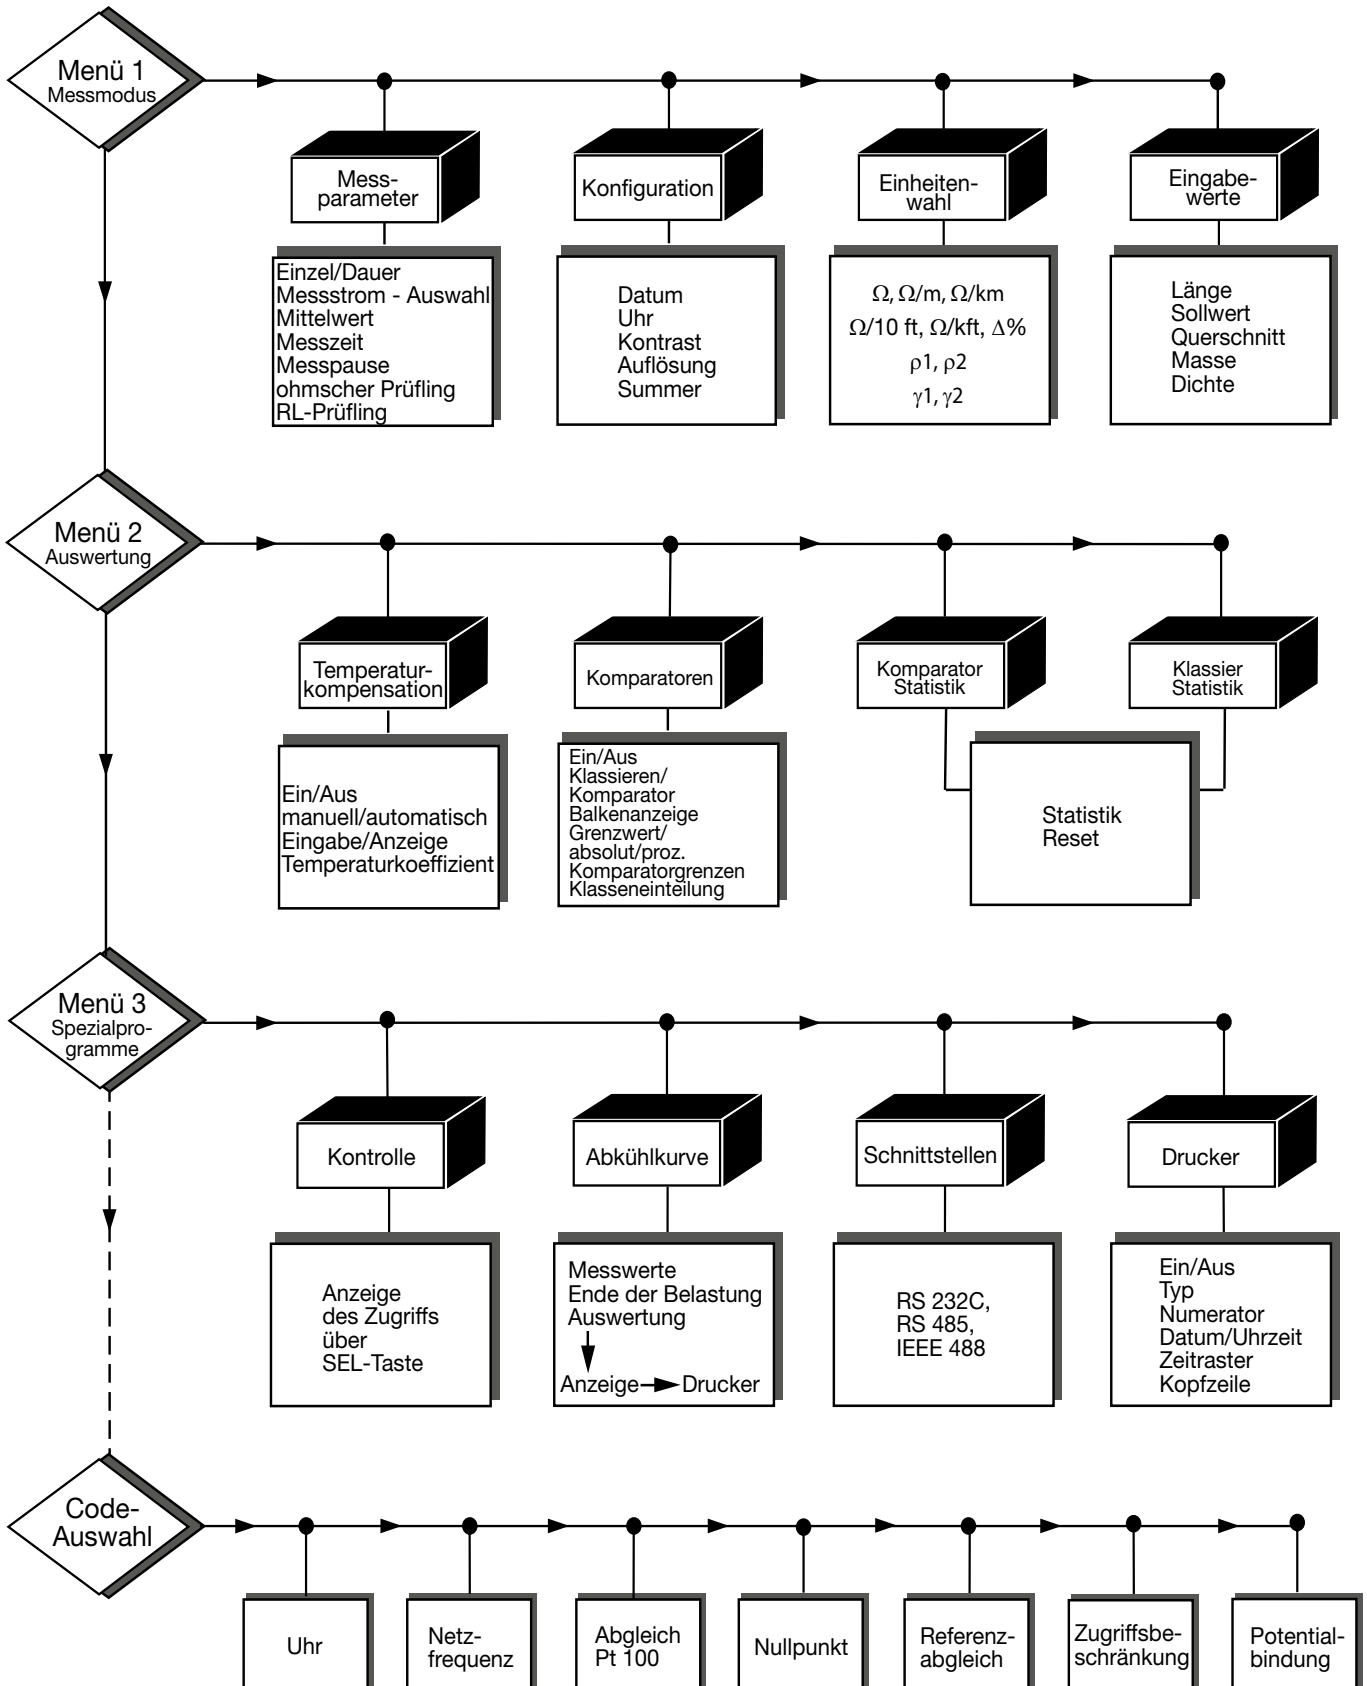 Menü 1
Messmodus
Mess-
parameter
Konfiguration
Einheiten-
wahl
Eingabe-
werte
Einzel/Dauer
Messstrom - Auswahl
Mittelwert
Messzeit
Messpause
ohmscher Prüfling
RL-Prüfling
Datum
Uhr
Kontrast
Auflösung
Summer
Ω, Ω/m, Ω/km
Ω/10 ft, Ω/kft, Δ%
ρ1, ρ2
γ1, γ2
Länge
Sollwert
Querschnitt
Masse
Dichte
Menü 2
Auswertung
Temperatur-
kompensation
Komparatoren
Komparator
Statistik
Klassier
Statistik
Ein/Aus
manuell/automatisch
Eingabe/Anzeige
Temperaturkoeffizient
Ein/Aus
Klassieren/
Komparator
Balkenanzeige
Grenzwert/
absolut/proz.
Komparatorgrenzen
Klasseneinteilung
Statistik
Reset
Menü 3
Spezialpro-
gramme
Kontrolle
Abkühlkurve
Schnittstellen
Drucker
Anzeige
des Zugriffs
über
SEL-Taste
Messwerte
Ende der Belastung
Auswertung
Anzeige Drucker
RS 232C,
RS 485,
IEEE 488
Ein/Aus
Typ
Numerator
Datum/Uhrzeit
Zeitraster
Kopfzeile
Code-
Auswahl
Uhr
Netz-
frequenz
Abgleich
Pt 100
Nullpunkt
Referenz-
abgleich
Zugriffsbe-
schränkung
Potential-
bindung